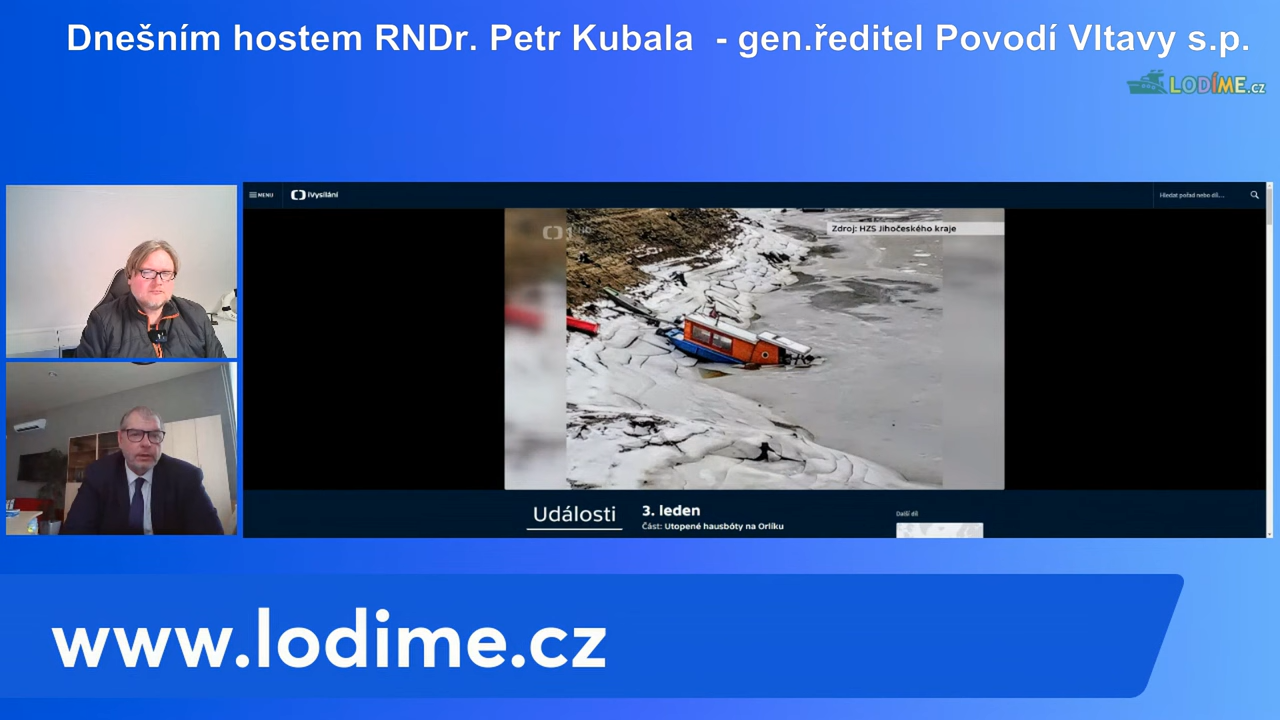 Dnešním hostem RNDr. Petr Kubala - gen.ředitel Povodí Vltavy s.p.
LODÍME.cz
MENU
iVysílání
Hledat pořad nebo díl...
Zdroj: HZS Jihočeského kraje
Události
3. leden
Část: Utopené hausbóty na Orlíku
Další díl
www.lodime.cz